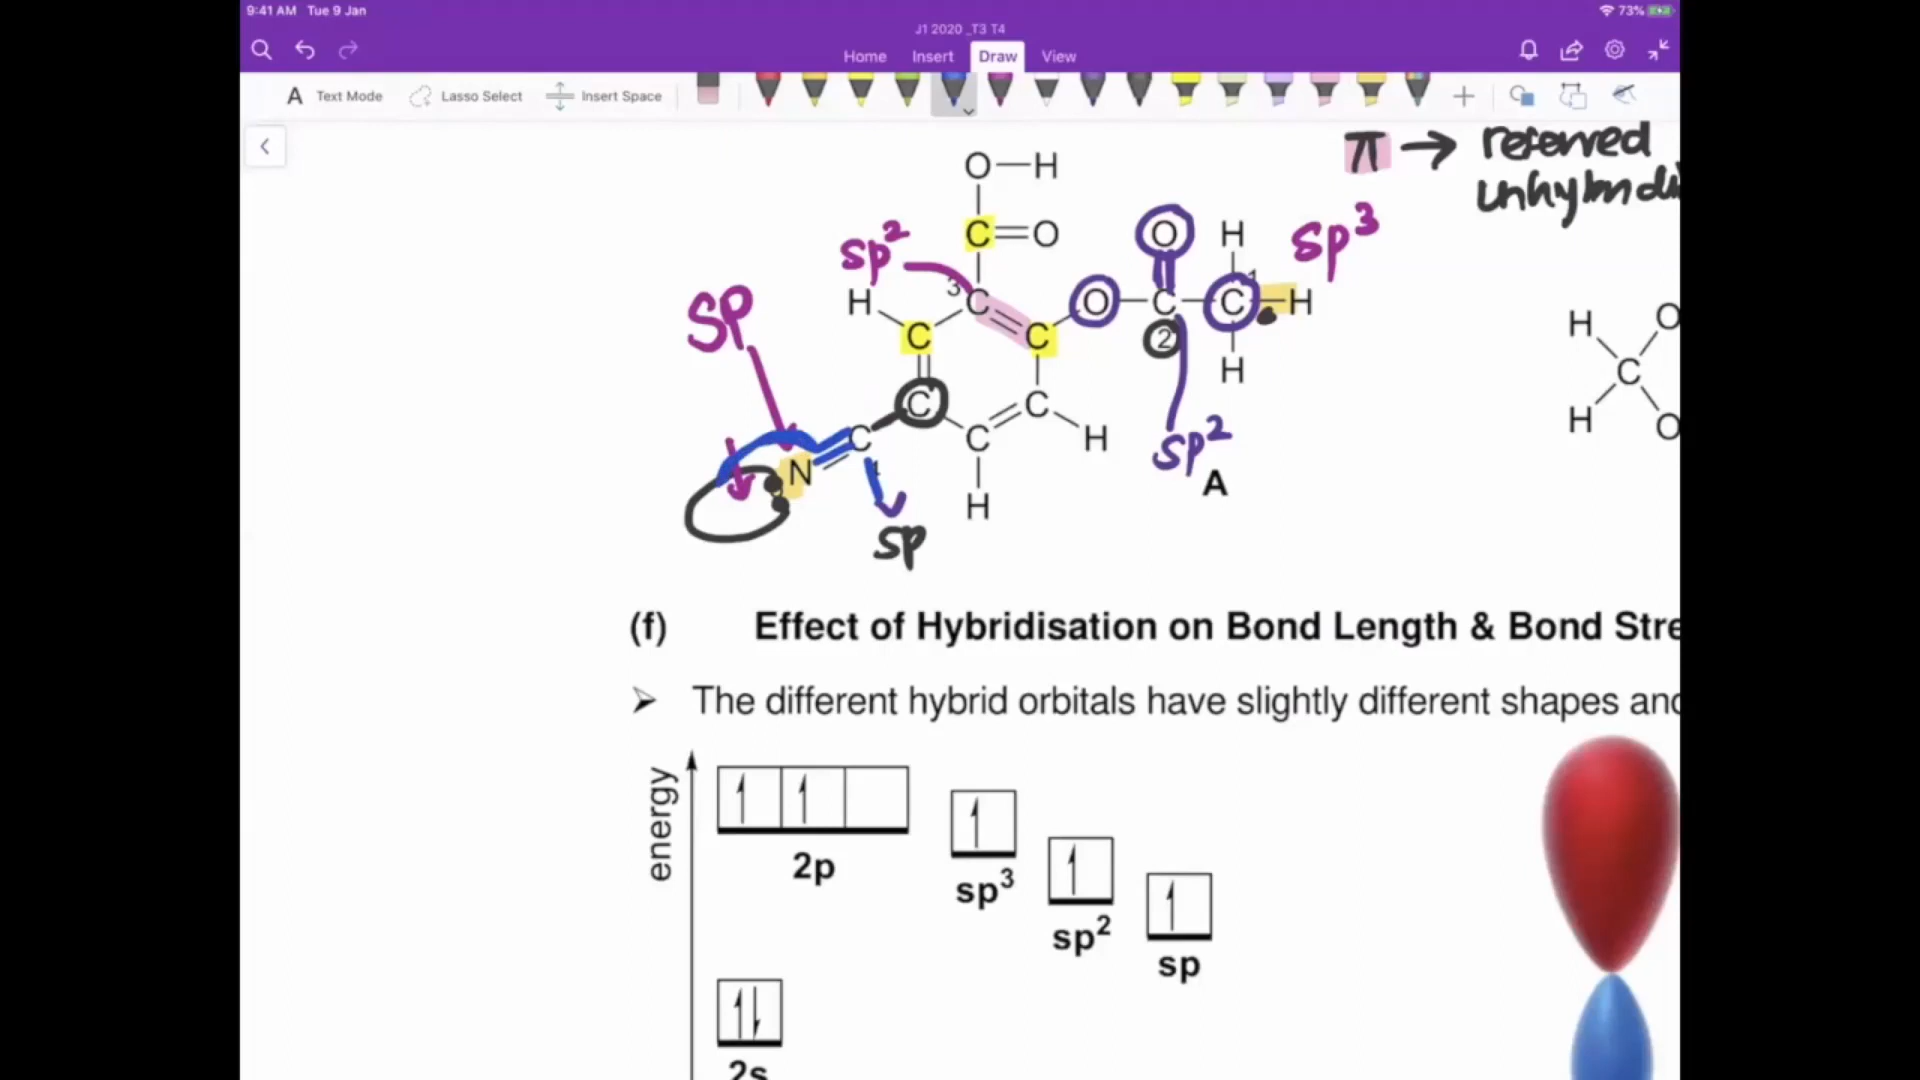 9:41 AM Tue 9 Jan
73%
J1 2020 _T3 T4
Home Insert Draw View
A Text Mode Lasso Select Insert Space
π → referred
O H
sp² C O O H sp³
H 3 C O C C 1 H
SP C C 2 H O
H
C C H C
N C 4 C H sp² H O
A
H
sp
(f) Effect of Hybridisation on Bond Length & Bond Stre
➢ The different hybrid orbitals have slightly different shapes and
energy
2p
sp³
sp²
sp
2s